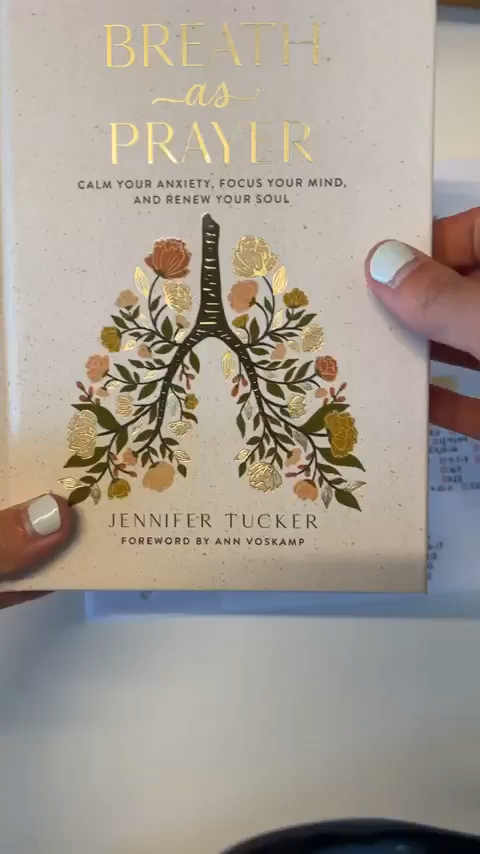 BREATH
as
PRAYER
CALM YOUR ANXIETY, FOCUS YOUR MIND,
AND RENEW YOUR SOUL
JENNIFER TUCKER
FOREWORD BY ANN VOSKAMP